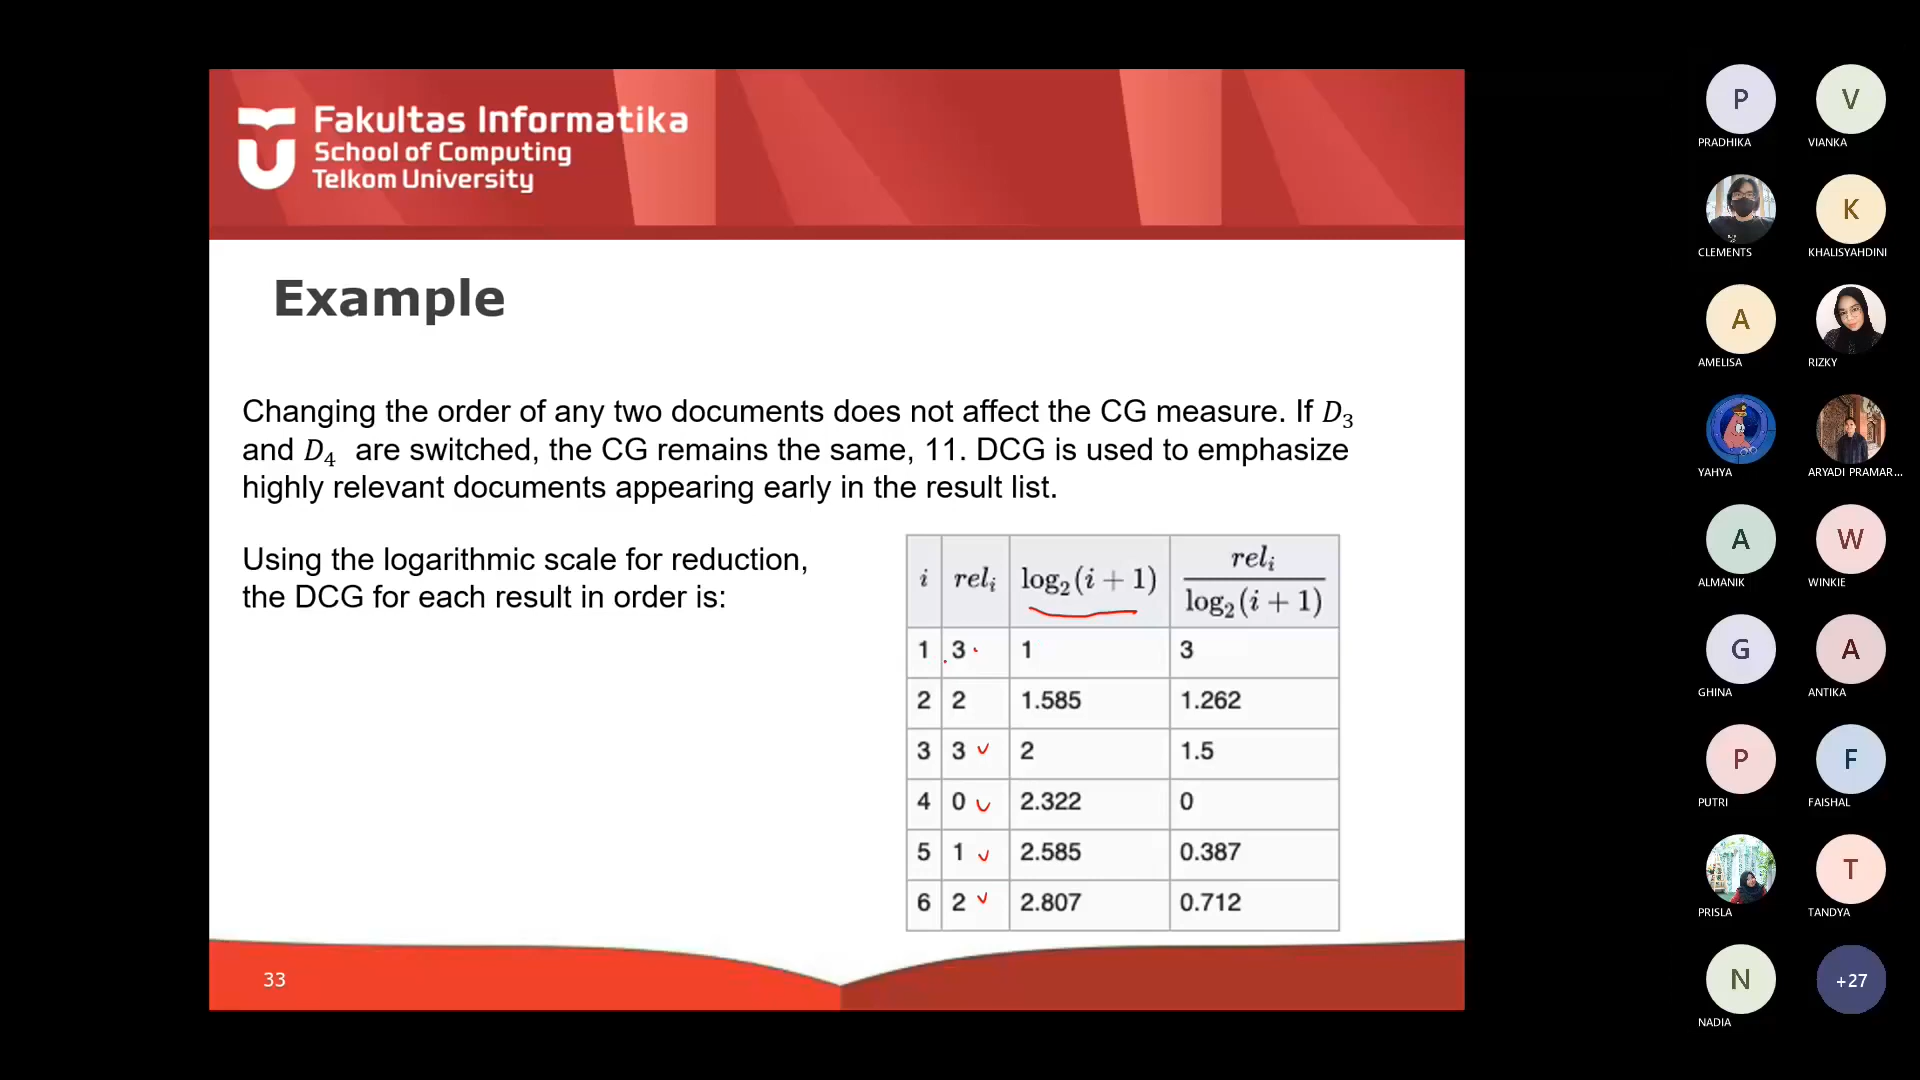 Fakultas Informatika
School of Computing
Telkom University
Example
Changing the order of any two documents does not affect the CG measure. If D₃
and D₄ are switched, the CG remains the same, 11. DCG is used to emphasize
highly relevant documents appearing early in the result list.
Using the logarithmic scale for reduction,
the DCG for each result in order is:
i relᵢ log₂(i + 1) relᵢ / log₂(i + 1)
1 3 1 3
2 2 1.585 1.262
3 3 2 1.5
4 0 2.322 0
5 1 2.585 0.387
6 2 2.807 0.712
33
P V
PRADHIKA VIANKA
K
CLEMENTS KHALISYAHDINI
A
AMELISA RIZKY
YAHYA ARYADI PRAMAR...
A W
ALMANIK WINKIE
G A
GHINA ANTIKA
P F
PUTRI FAISHAL
T
PRISLA TANDYA
N +27
NADIA